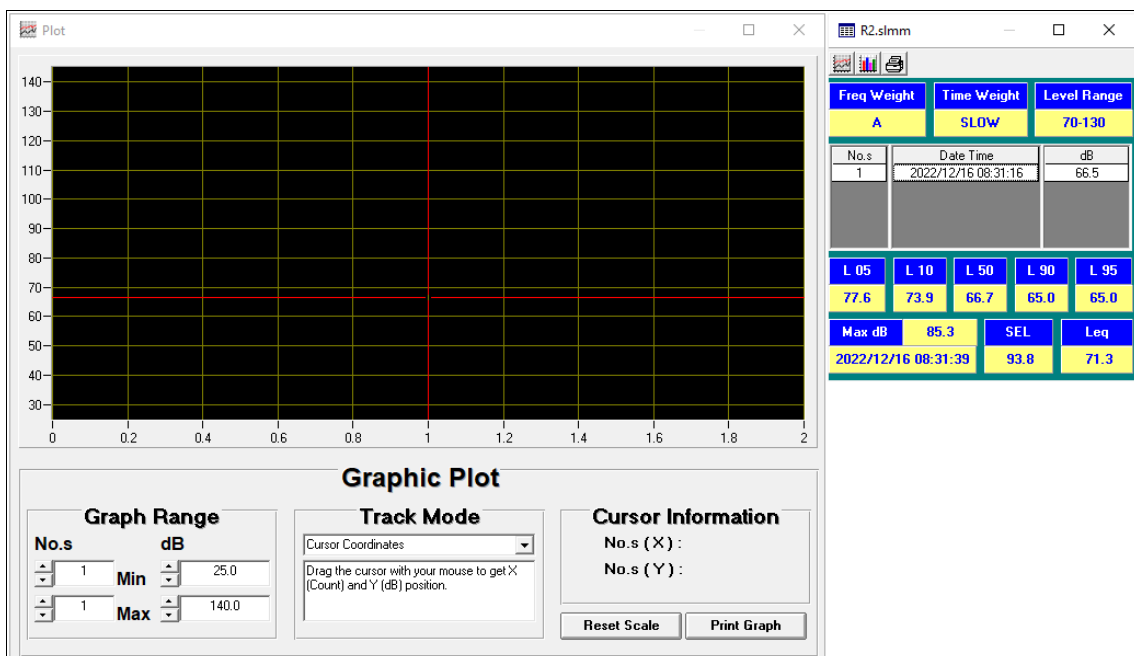 Plot
140
130
120
110
100
90
80
70
60
50
40
30
0 0.2 0.4 0.6 0.8 1 1.2 1.4 1.6 1.8 2
Graphic Plot
Graph Range
No.s dB
1 Min 25.0
1 Max 140.0
Track Mode
Cursor Coordinates
Drag the cursor with your mouse to get X
(Count) and Y (dB) position.
Cursor Information
No.s ( X ) :
No.s ( Y ) :
Reset Scale Print Graph
R2.slmm
Freq Weight Time Weight Level Range
A SLOW 70-130
No.s Date Time dB
1 2022/12/16 08:31:16 66.5
L 05 L 10 L 50 L 90 L 95
77.6 73.9 66.7 65.0 65.0
Max dB 85.3 SEL Leq
2022/12/16 08:31:39 93.8 71.3